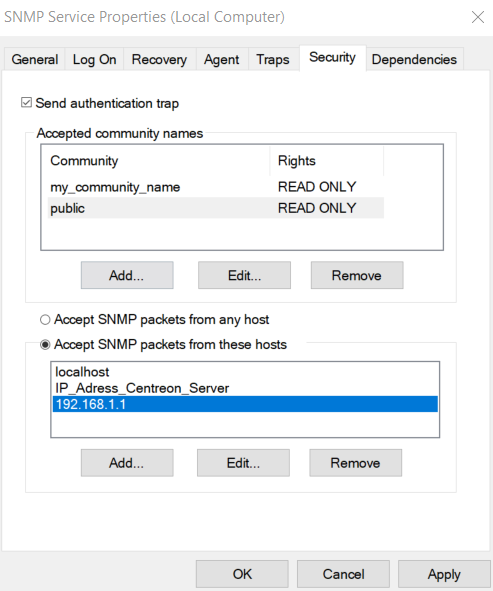 SNMP Service Properties (Local Computer)
General Log On Recovery Agent Traps Security Dependencies
Send authentication trap
Accepted community names
Community Rights
my_community_name READ ONLY
public READ ONLY
Add... Edit... Remove
Accept SNMP packets from any host
Accept SNMP packets from these hosts
localhost
IP_Adress_Centreon_Server
192.168.1.1
Add... Edit... Remove
OK Cancel Apply